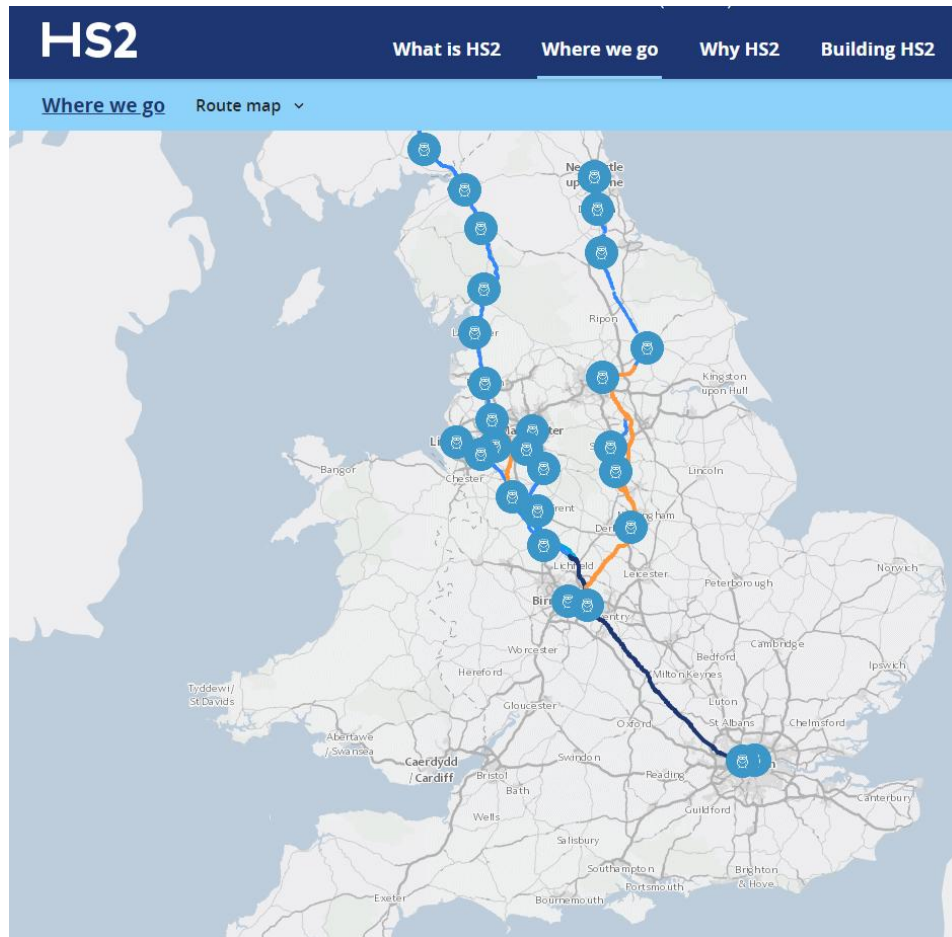 HS2
What is HS2
Where we go
Why HS2
Building HS2
Where we go
Route map
Ripon
Kingston
upon Hull
Bangor
Chester
Lincoln
Lichfield
Leicester
Peterborough
Norwich
Worcester
Bedford
Cambridge
Hereford
Milton Keynes
Ipswich
Tyddewi/
St Davids
Gloucester
Luton
Oxford
St Albans
Chelmsford
Abertawe
/ Swansea
Caerdydd
/ Cardiff
Swindon
Bristol
Reading
Bath
Canterbury
Guildford
Wells
Salisbury
Southampton
Brighton
& Hove
Portsmouth
Exeter
Bournemouth